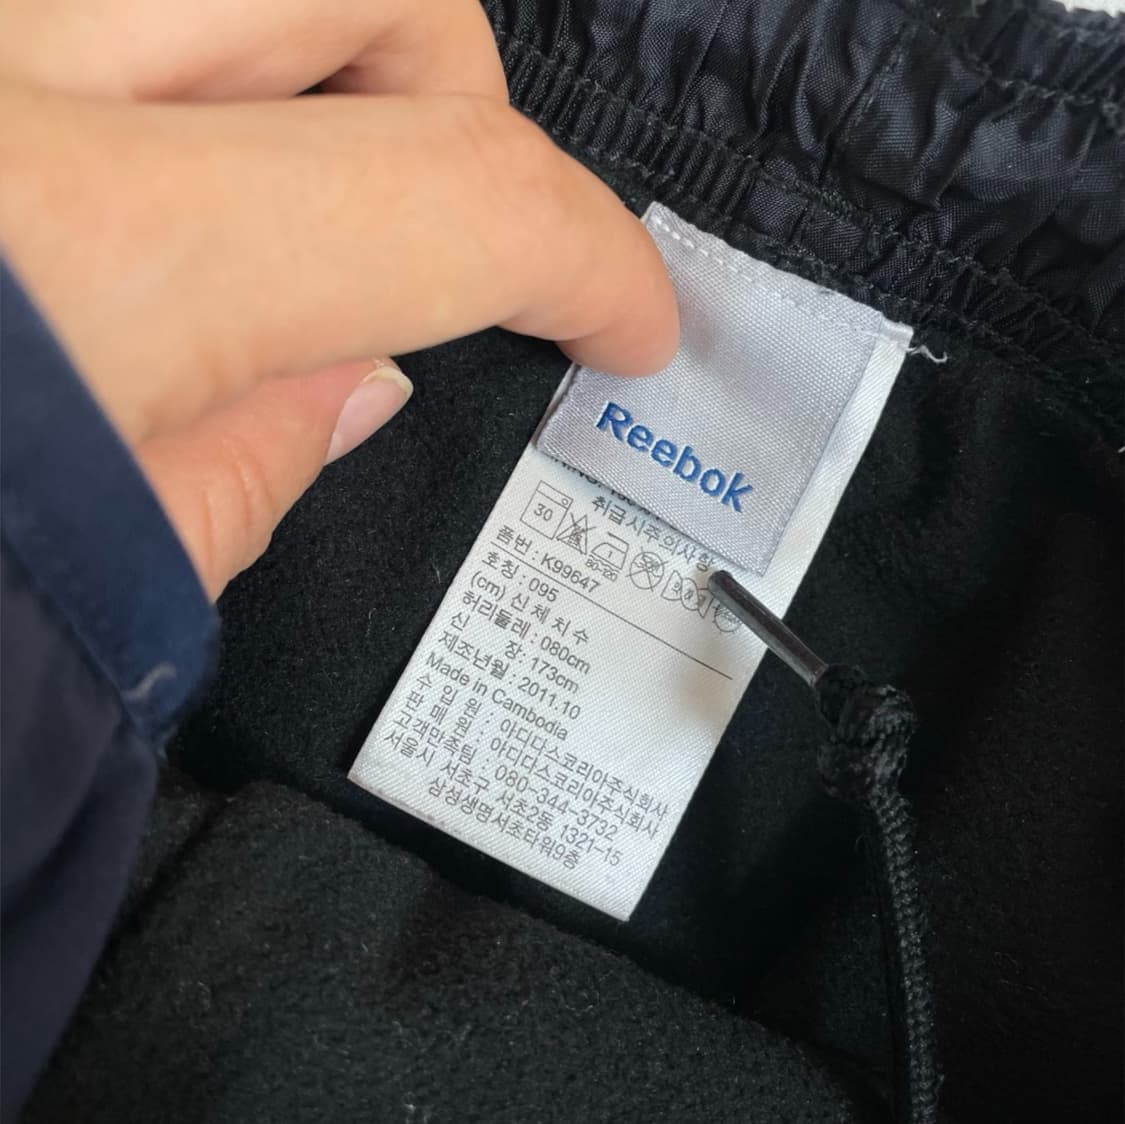 Reebok
취급시주의사항
30
80-120
품번 : K99647
호칭 : 095
(cm) 신 체 치 수
허리둘레 : 080cm
신 장 : 173cm
제조년월 : 2011.10
Made in Cambodia
수 입 원 : 아디다스코리아주식회사
판 매 원 : 아디다스코리아주식회사
고객만족팀 : 080-344-3732
서울시 서초구 서초2동 1321-15
삼성생명서초타워9층